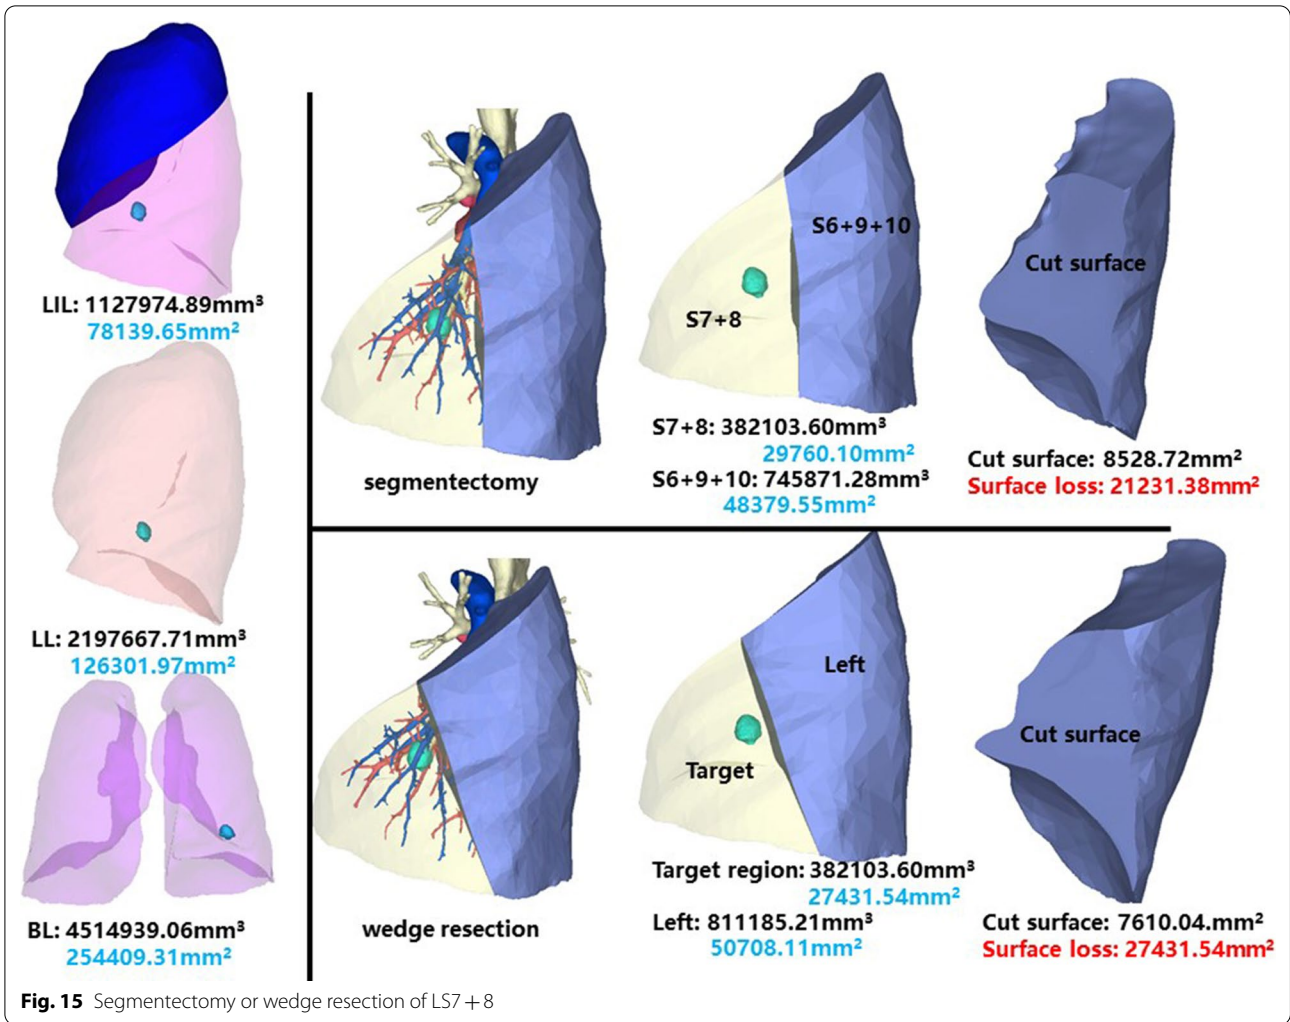 LIL: 1127974.89mm³
78139.65mm²
LL: 2197667.71mm³
126301.97mm²
BL: 4514939.06mm³
254409.31mm²
segmentectomy
S6+9+10
S7+8
S7+8: 382103.60mm³
29760.10mm²
S6+9+10: 745871.28mm³
48379.55mm²
Cut surface
Cut surface: 8528.72mm²
Surface loss: 21231.38mm²
wedge resection
Left
Target
Target region: 382103.60mm³
27431.54mm²
Left: 811185.21mm³
50708.11mm²
Cut surface
Cut surface: 7610.04.mm²
Surface loss: 27431.54mm²
Fig. 15 Segmentectomy or wedge resection of LS7 + 8